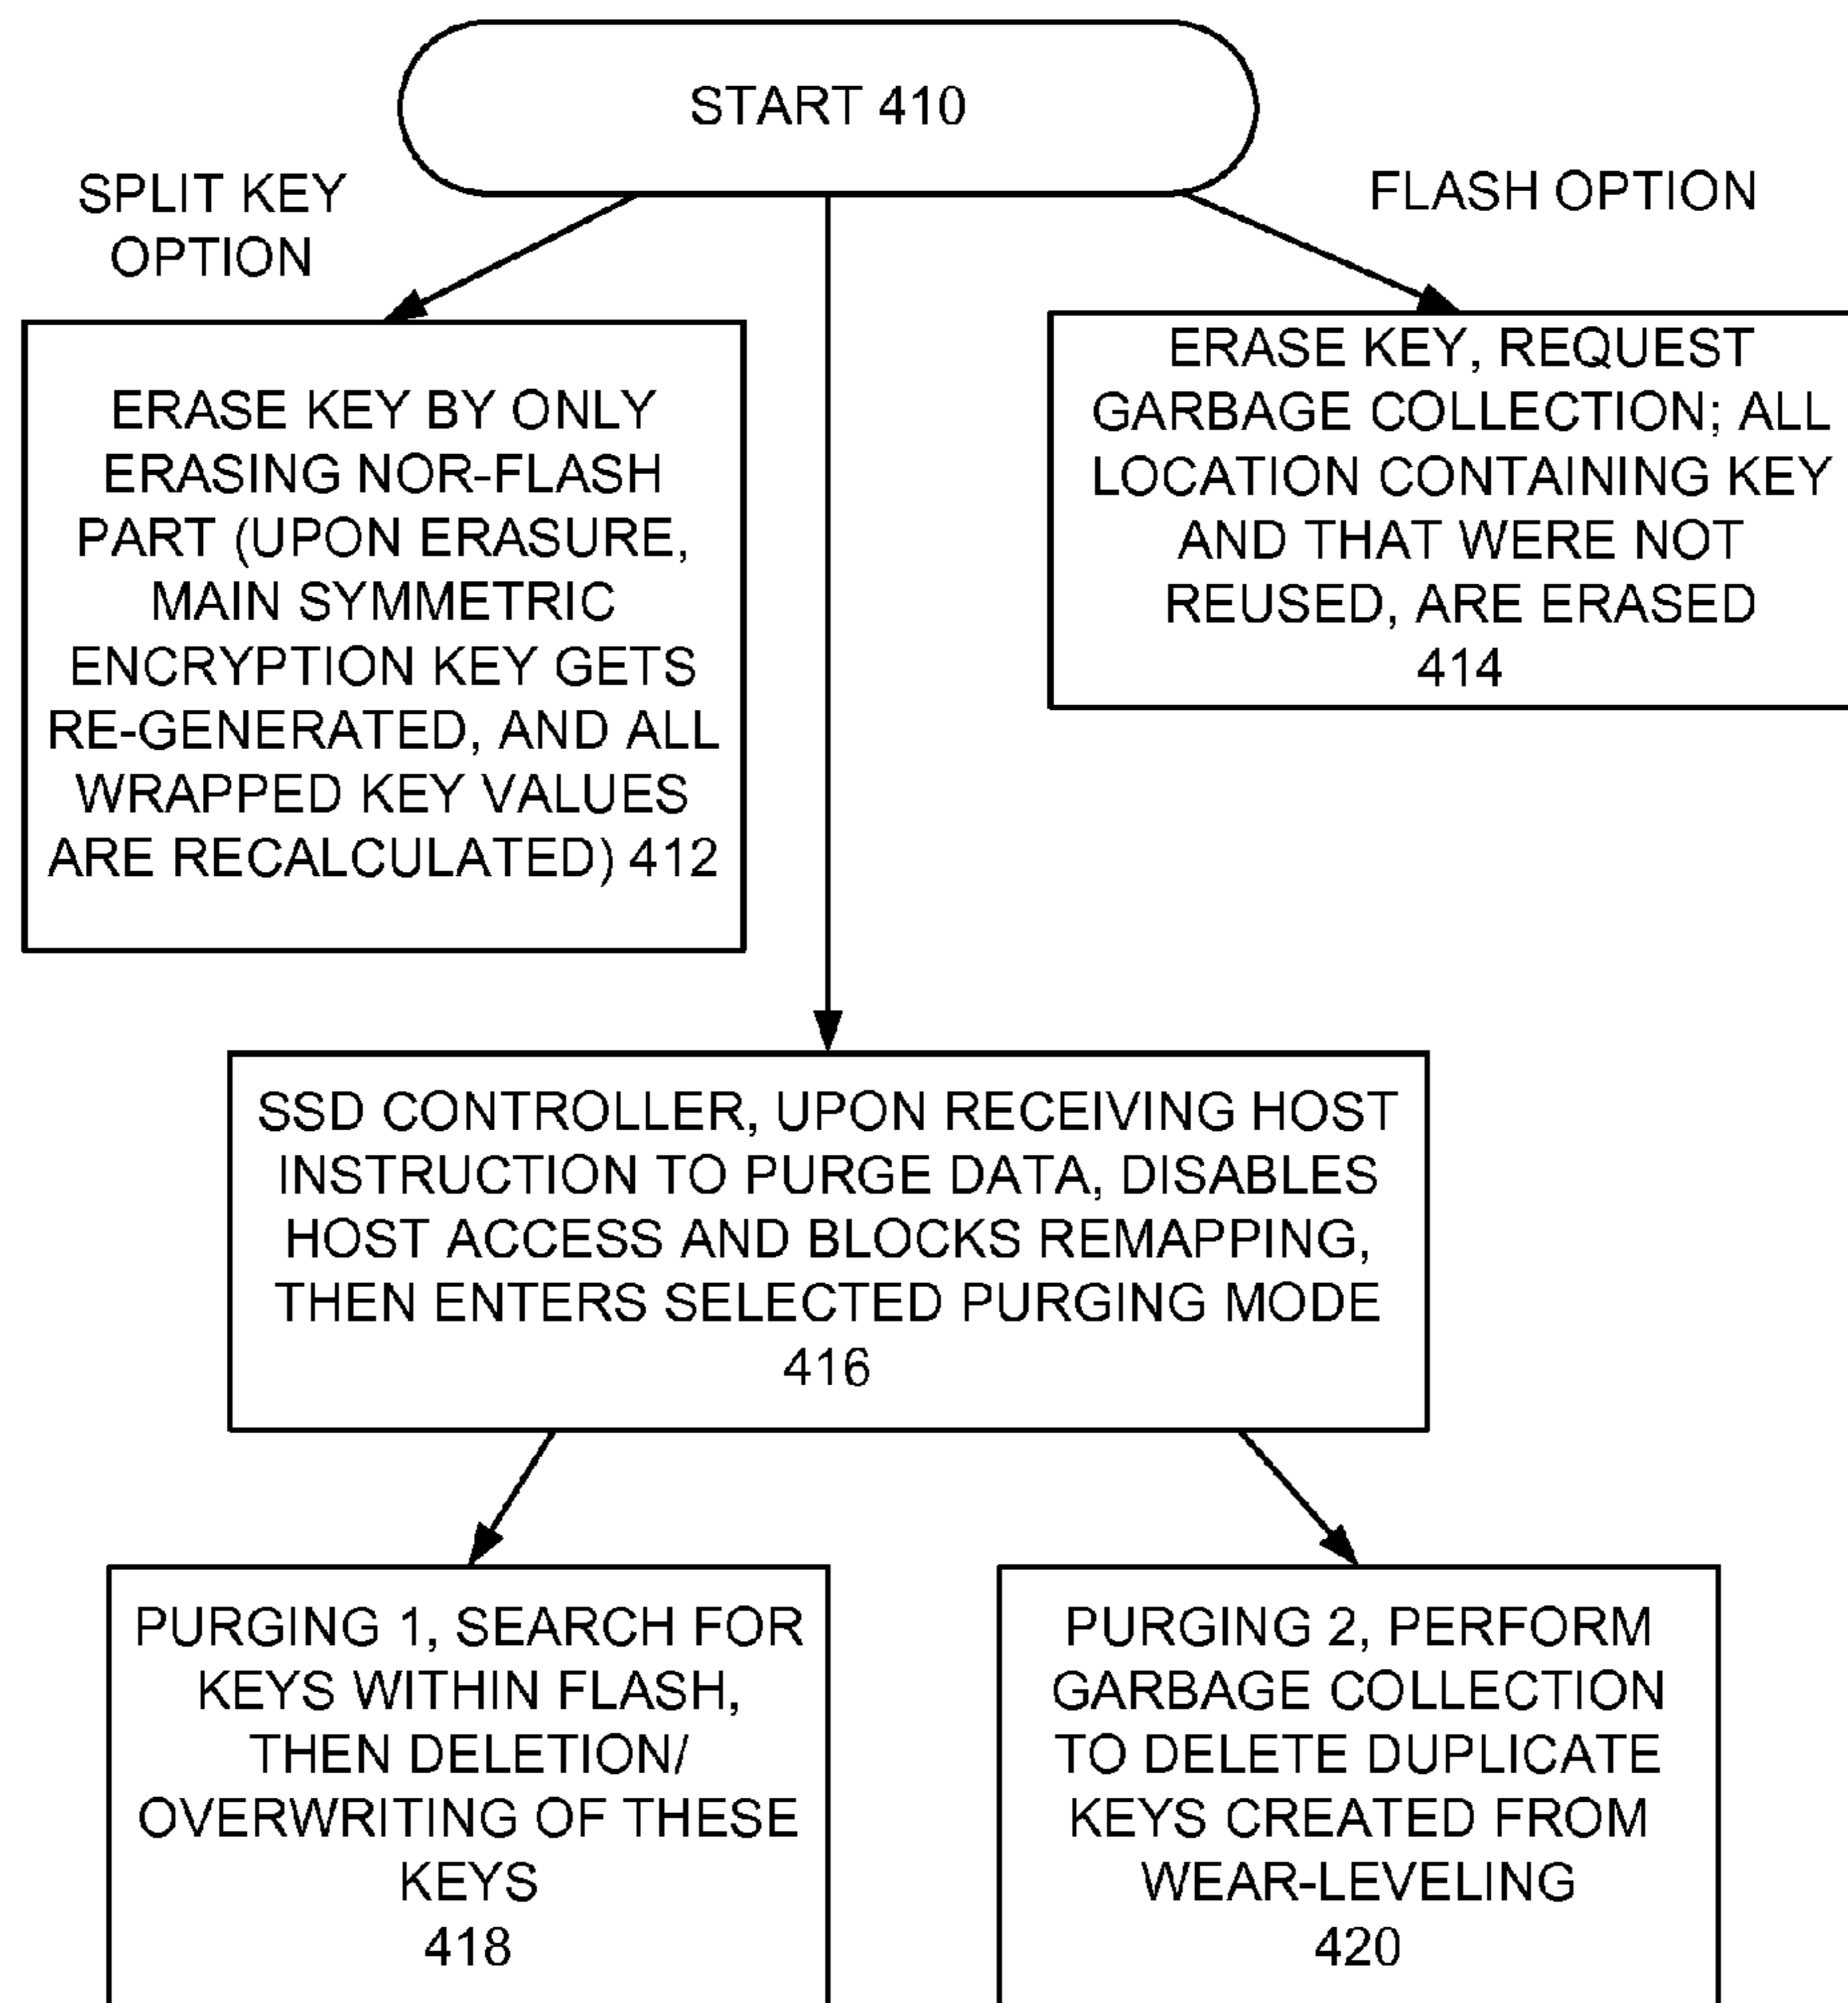 START 410
SPLIT KEY
OPTION
FLASH OPTION
ERASE KEY BY ONLY
ERASING NOR-FLASH
PART (UPON ERASURE,
MAIN SYMMETRIC
ENCRYPTION KEY GETS
RE-GENERATED, AND ALL
WRAPPED KEY VALUES
ARE RECALCULATED) 412
ERASE KEY, REQUEST
GARBAGE COLLECTION; ALL
LOCATION CONTAINING KEY
AND THAT WERE NOT
REUSED, ARE ERASED
414
SSD CONTROLLER, UPON RECEIVING HOST
INSTRUCTION TO PURGE DATA, DISABLES
HOST ACCESS AND BLOCKS REMAPPING,
THEN ENTERS SELECTED PURGING MODE
416
PURGING 1, SEARCH FOR
KEYS WITHIN FLASH,
THEN DELETION/
OVERWRITING OF THESE
KEYS
418
PURGING 2, PERFORM
GARBAGE COLLECTION
TO DELETE DUPLICATE
KEYS CREATED FROM
WEAR-LEVELING
420